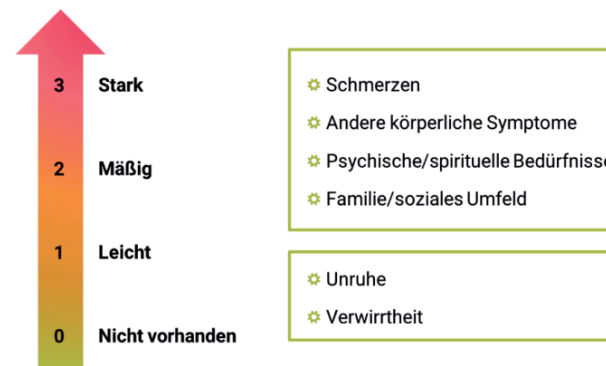 3 Stark
2 Mäßig
1 Leicht
0 Nicht vorhanden
Schmerzen
Andere körperliche Symptome
Psychische/spirituelle Bedürfnisse
Familie/soziales Umfeld
Unruhe
Verwirrtheit